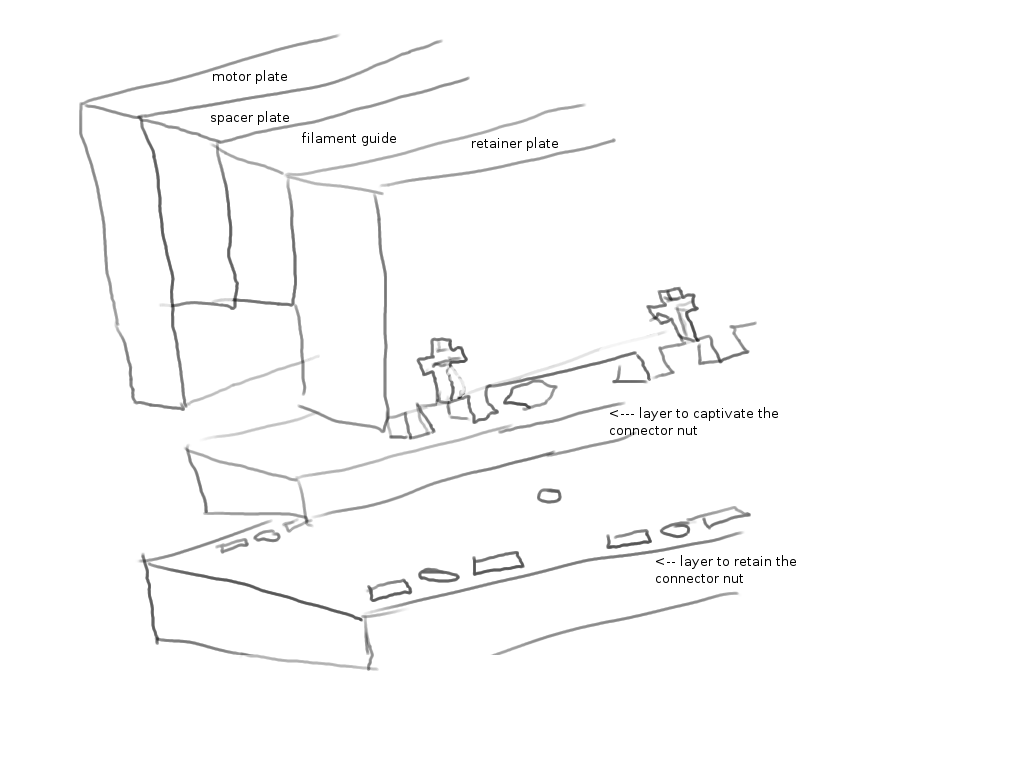 motor plate
spacer plate
filament guide
retainer plate
<--- layer to captivate the
connector nut
<-- layer to retain the
connector nut